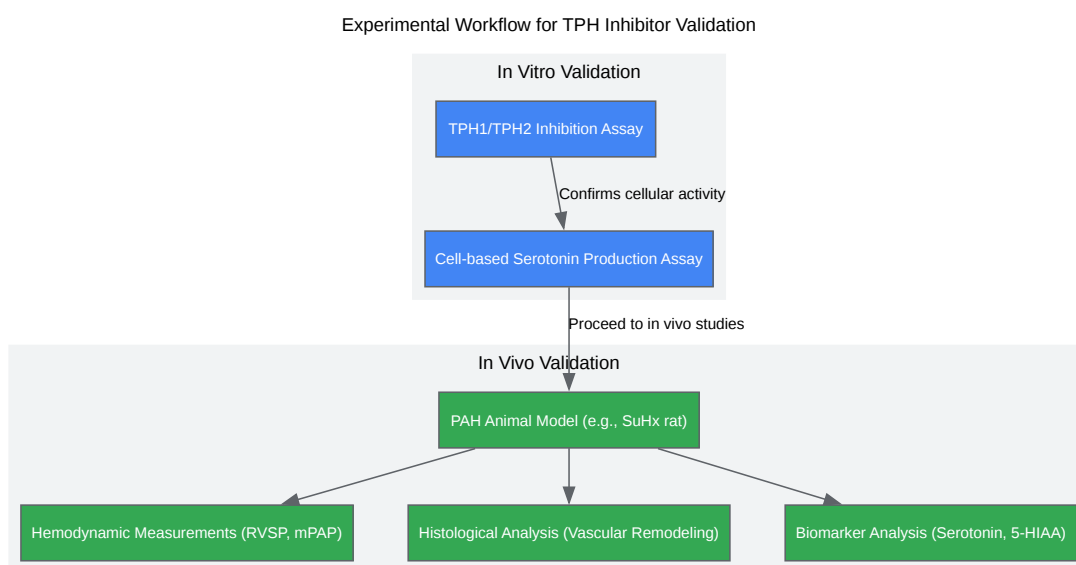 Experimental Workflow for TPH Inhibitor Validation
In Vitro Validation
TPH1/TPH2 Inhibition Assay
Confirms cellular activity
Cell-based Serotonin Production Assay
Proceed to in vivo studies
In Vivo Validation
PAH Animal Model (e.g., SuHx rat)
Hemodynamic Measurements (RVSP, mPAP)
Histological Analysis (Vascular Remodeling)
Biomarker Analysis (Serotonin, 5-HIAA)